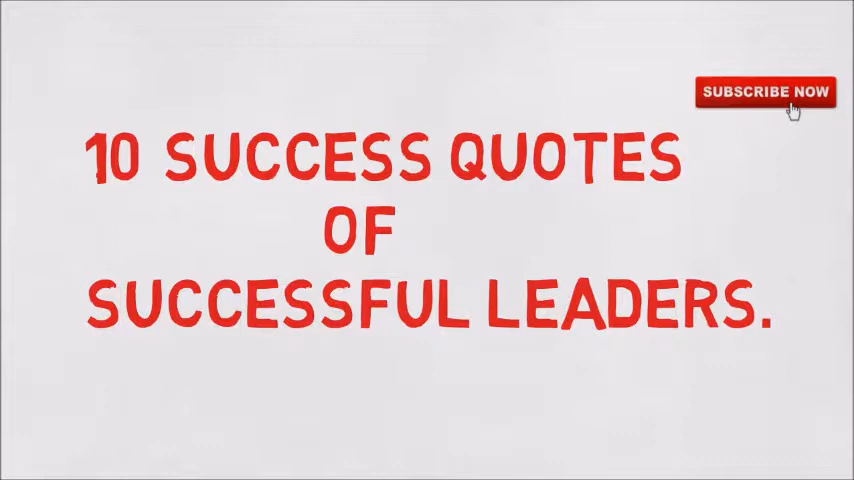 SUBSCRIBE NOW
10 SUCCESS QUOTES
OF
SUCCESSFUL LEADERS.